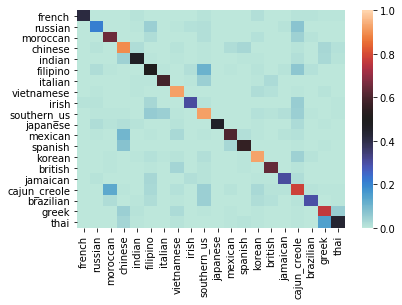 french
russian
moroccan
chinese
indian
filipino
italian
vietnamese
irish
southern_us
japanese
mexican
spanish
korean
british
jamaican
cajun_creole
brazilian
greek
thai
french
russian
moroccan
chinese
indian
filipino
italian
vietnamese
irish
southern_us
japanese
mexican
spanish
korean
british
jamaican
cajun_creole
brazilian
greek
thai
1.0
0.8
0.6
0.4
0.2
0.0